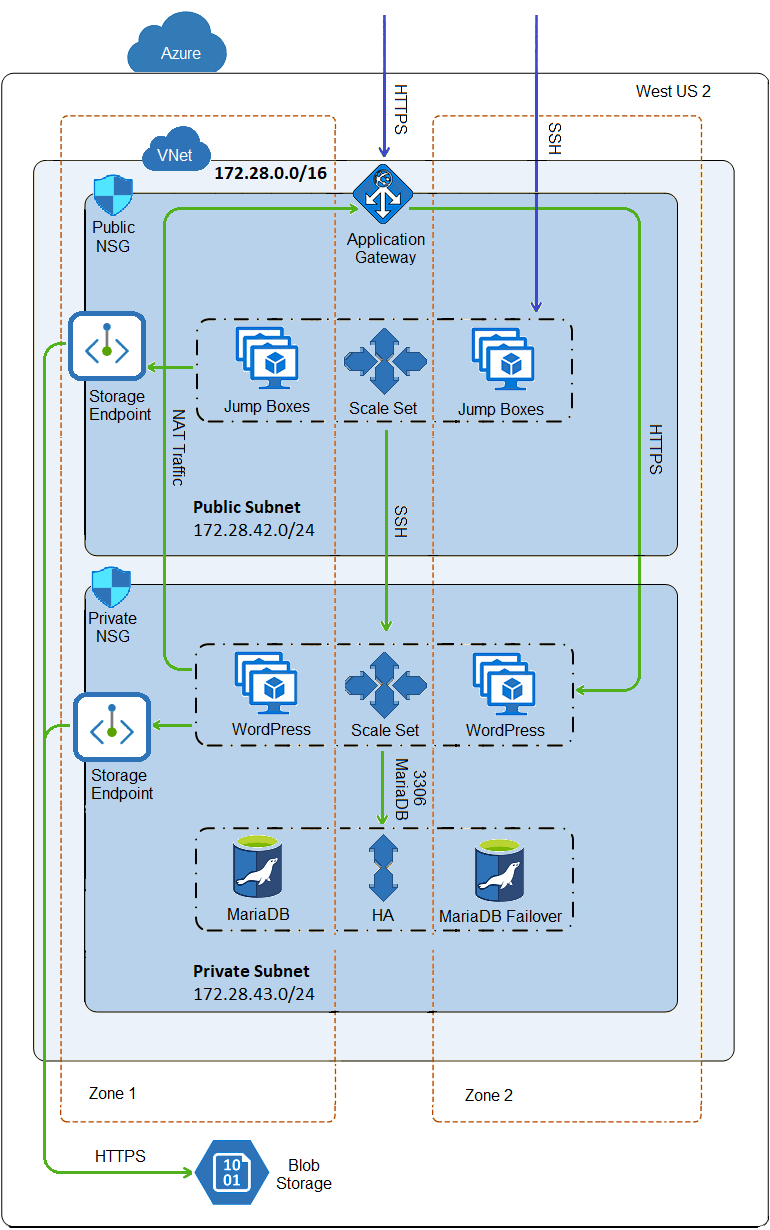 Azure
West US 2
HTTPS
SSH
VNet
172.28.0.0/16
Public
NSG
Application
Gateway
Storage
Endpoint
Jump Boxes
Scale Set
Jump Boxes
NAT Traffic
HTTPS
Public Subnet
172.28.42.0/24
SSH
Private
NSG
WordPress
Scale Set
WordPress
Storage
Endpoint
3306
MariaDB
MariaDB
HA
MariaDB Failover
Private Subnet
172.28.43.0/24
Zone 1
Zone 2
HTTPS
10
01
Blob
Storage